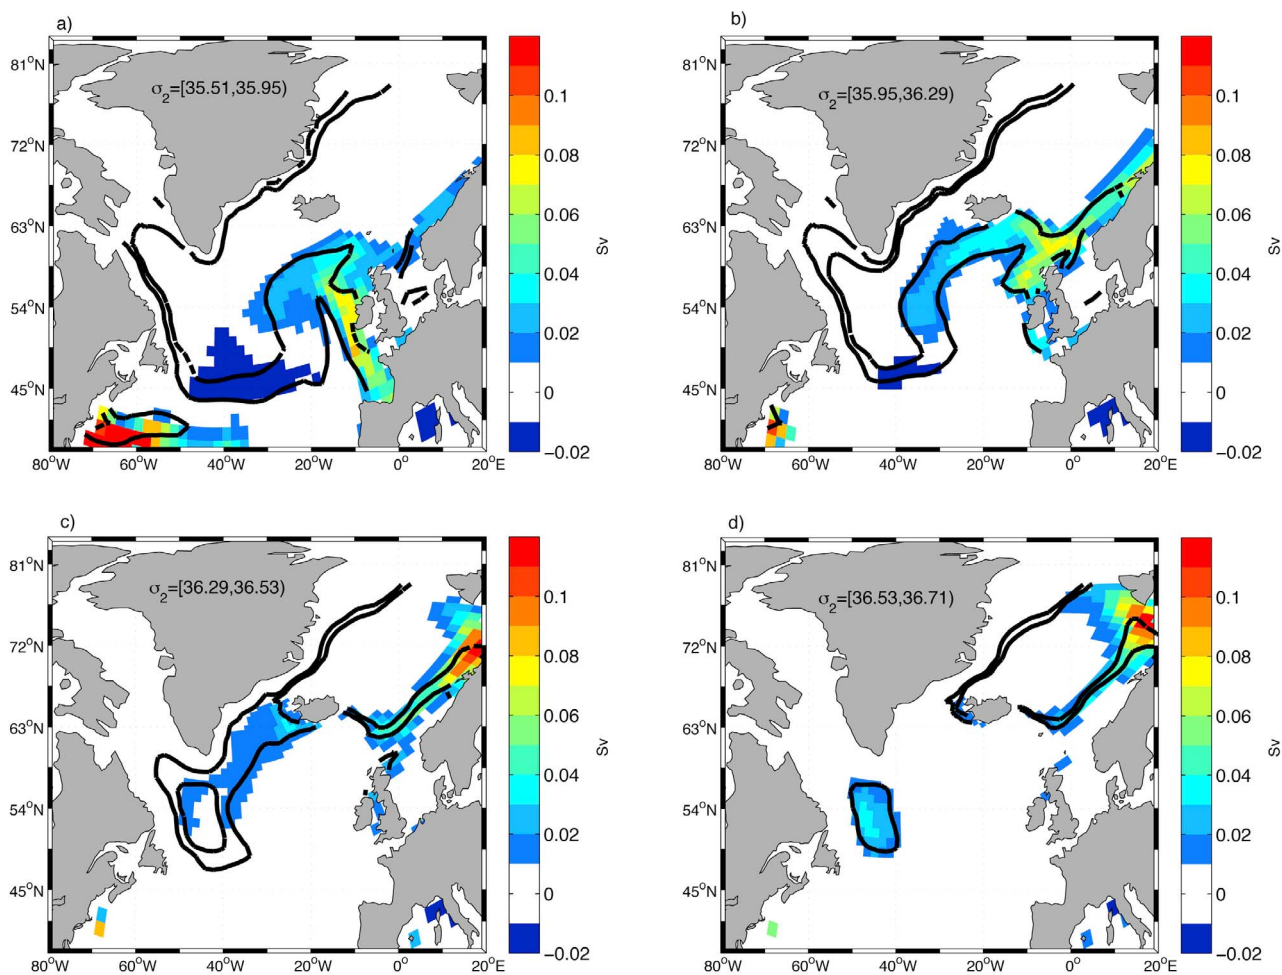 a)
81°N
72°N
63°N
54°N
45°N
80°W 60°W 40°W 20°W 0° 20°E
σ2=[35.51,35.95)
0.1
0.08
0.06
0.04
0.02
0
−0.02
Sv
b)
81°N
72°N
63°N
54°N
45°N
80°W 60°W 40°W 20°W 0° 20°E
σ2=[35.95,36.29)
0.1
0.08
0.06
0.04
0.02
0
−0.02
Sv
c)
81°N
72°N
63°N
54°N
45°N
80°W 60°W 40°W 20°W 0° 20°E
σ2=[36.29,36.53)
0.1
0.08
0.06
0.04
0.02
0
−0.02
Sv
d)
81°N
72°N
63°N
54°N
45°N
80°W 60°W 40°W 20°W 0° 20°E
σ2=[36.53,36.71)
0.1
0.08
0.06
0.04
0.02
0
−0.02
Sv